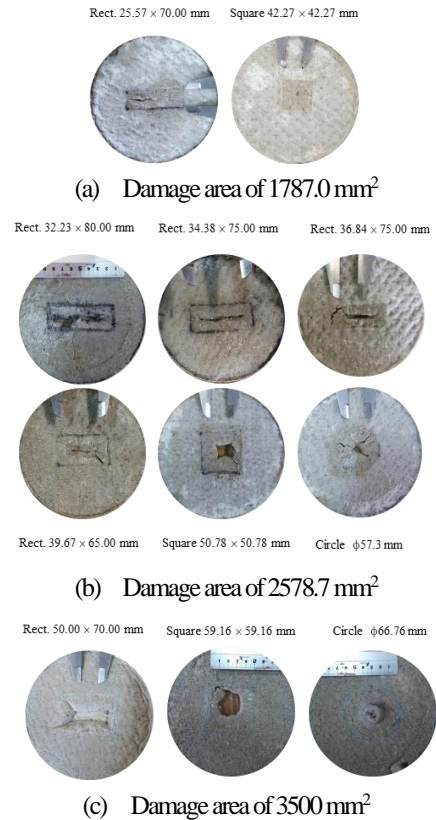 Rect. 25.57 × 70.00 mm Square 42.27 × 42.27 mm
(a) Damage area of 1787.0 mm²
Rect. 32.23 × 80.00 mm Rect. 34.38 × 75.00 mm Rect. 36.84 × 75.00 mm
Rect. 39.67 × 65.00 mm Square 50.78 × 50.78 mm Circle ϕ57.3 mm
(b) Damage area of 2578.7 mm²
Rect. 50.00 × 70.00 mm Square 59.16 × 59.16 mm Circle ϕ66.76 mm
(c) Damage area of 3500 mm²